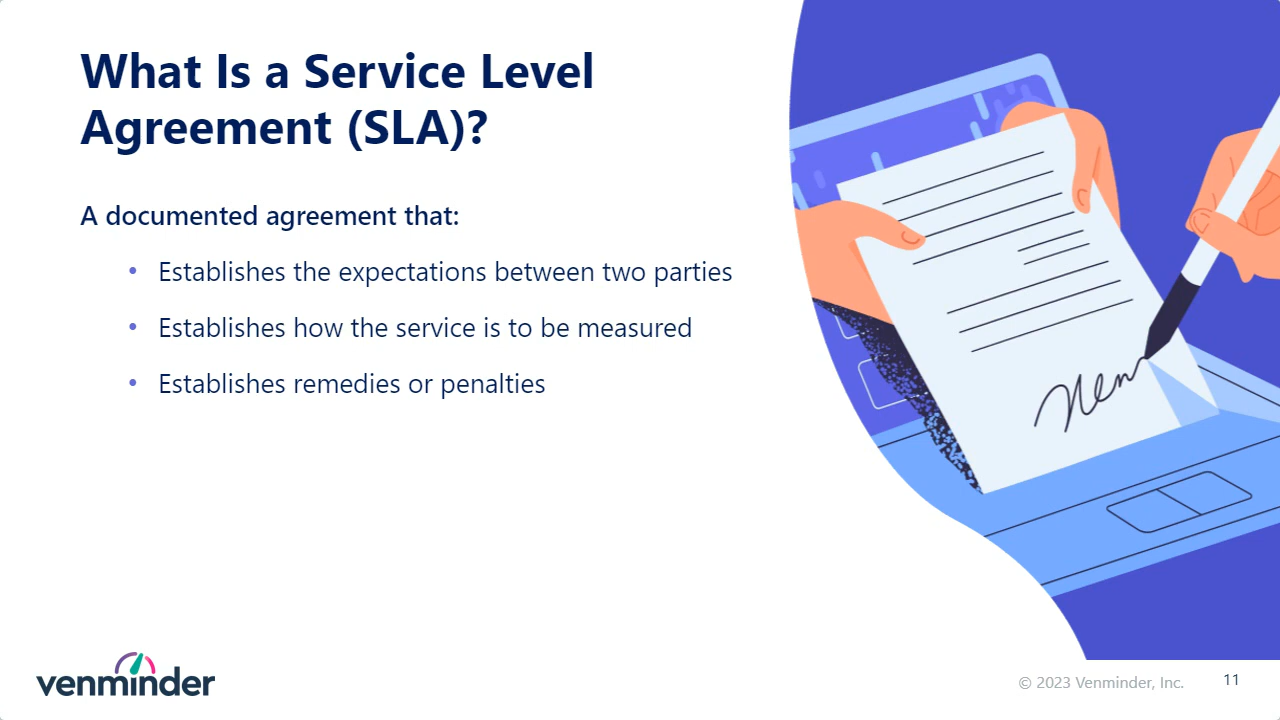 What Is a Service Level
Agreement (SLA)?
A documented agreement that:
• Establishes the expectations between two parties
• Establishes how the service is to be measured
• Establishes remedies or penalties
venminder
© 2023 Venminder, Inc.
11